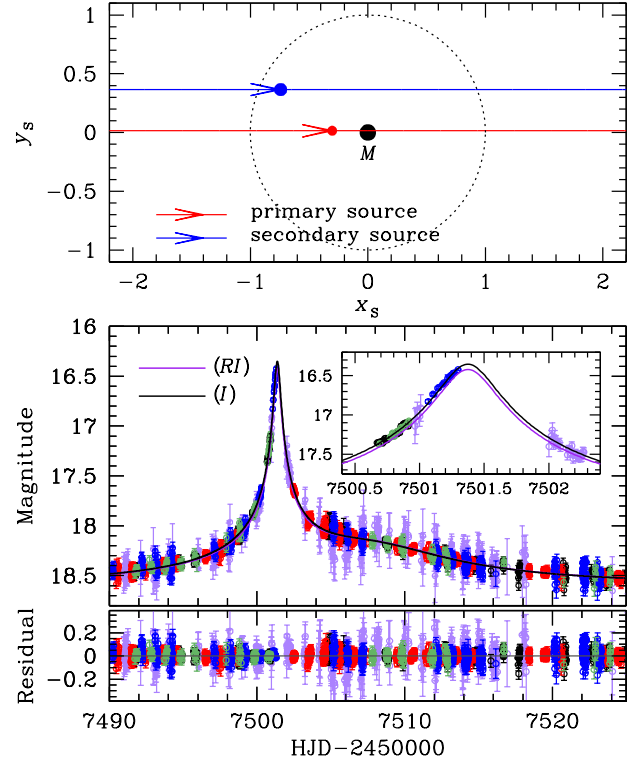 1
0.5
0
−0.5
−1
y_s
M
primary source
secondary source
−2 −1 0 1 2
x_s
16
16.5
17
17.5
18
18.5
Magnitude
(RI)
(I)
16.5
17
17.5
7500.5 7501 7501.5 7502
0.2
0
−0.2
Residual
7490 7500 7510 7520
HJD−2450000